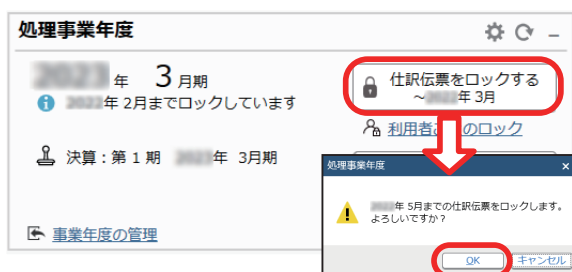 処理事業年度
年 3 月期
年 2月までロックしています
仕訳伝票をロックする
～ 年 3月
利用者 のロック
決算：第 1 期 年 3月期
事業年度の管理
処理事業年度
年 5月までの仕訳伝票をロックします。
よろしいですか？
OK キャンセル